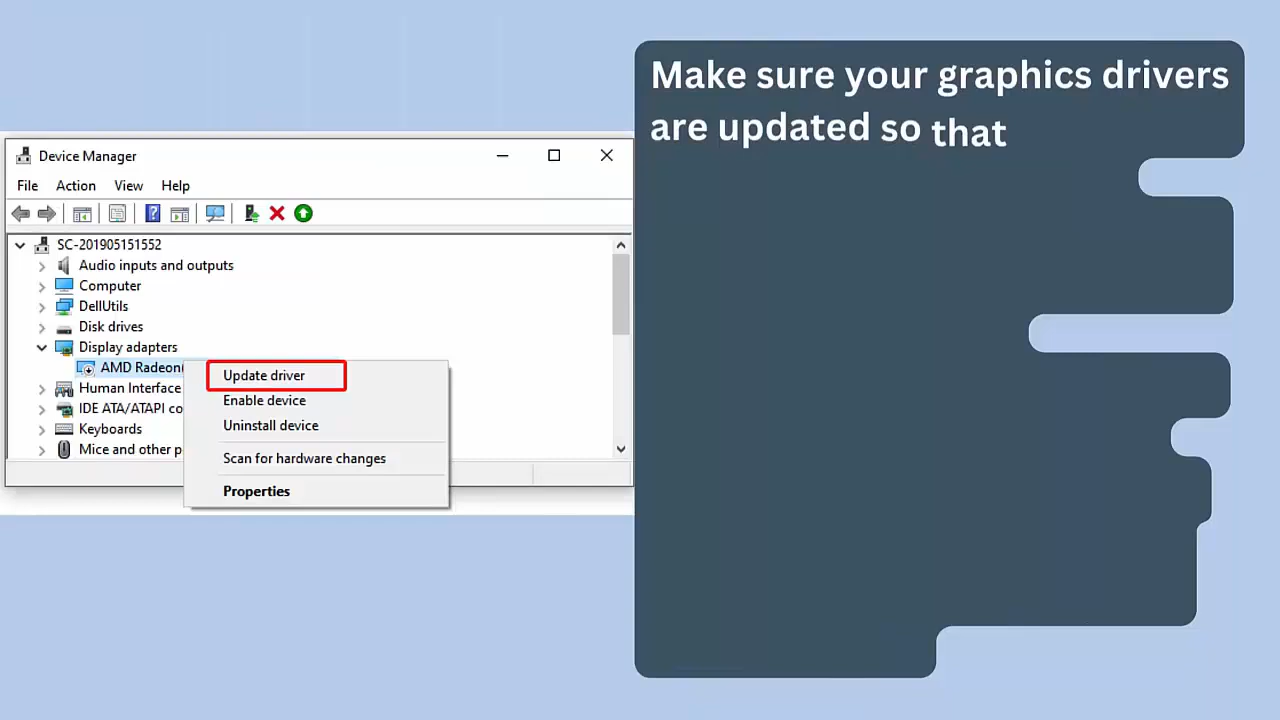 Device Manager
File Action View Help
SC-201905151552
Audio inputs and outputs
Computer
DellUtils
Disk drives
Display adapters
AMD Radeon(
Human Interface
IDE ATA/ATAPI co
Keyboards
Mice and other p
Update driver
Enable device
Uninstall device
Scan for hardware changes
Properties
Make sure your graphics drivers
are updated so that